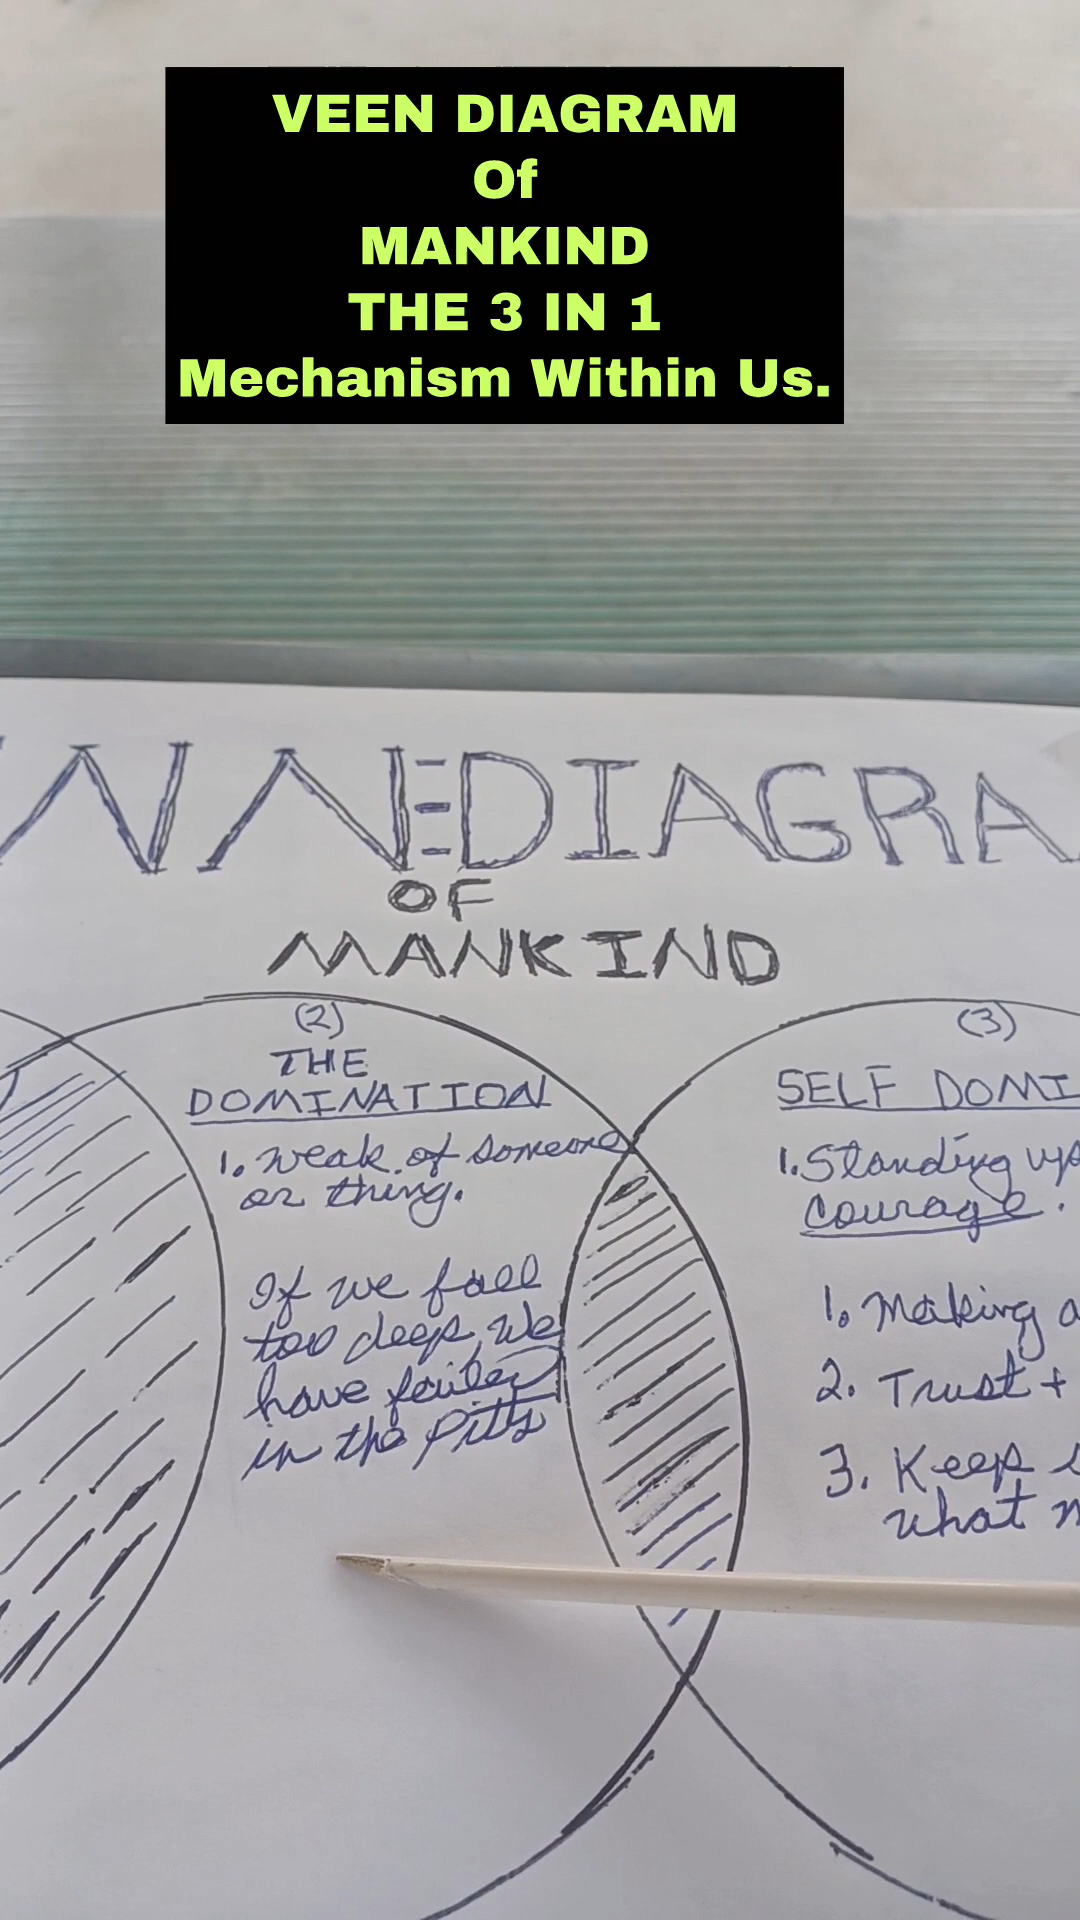 VEEN DIAGRAM
Of
MANKIND
THE 3 IN 1
Mechanism Within Us.
DIAGRA
OF
MANKIND
(2)
THE
DOMINATION
1. weak of someone
or thing.
If we fall
too deep, We
have
in the Pitts
(3)
SELF DOMI
1. Standing up
courage.
1. Making a
2. Trust +
3. Keep
what